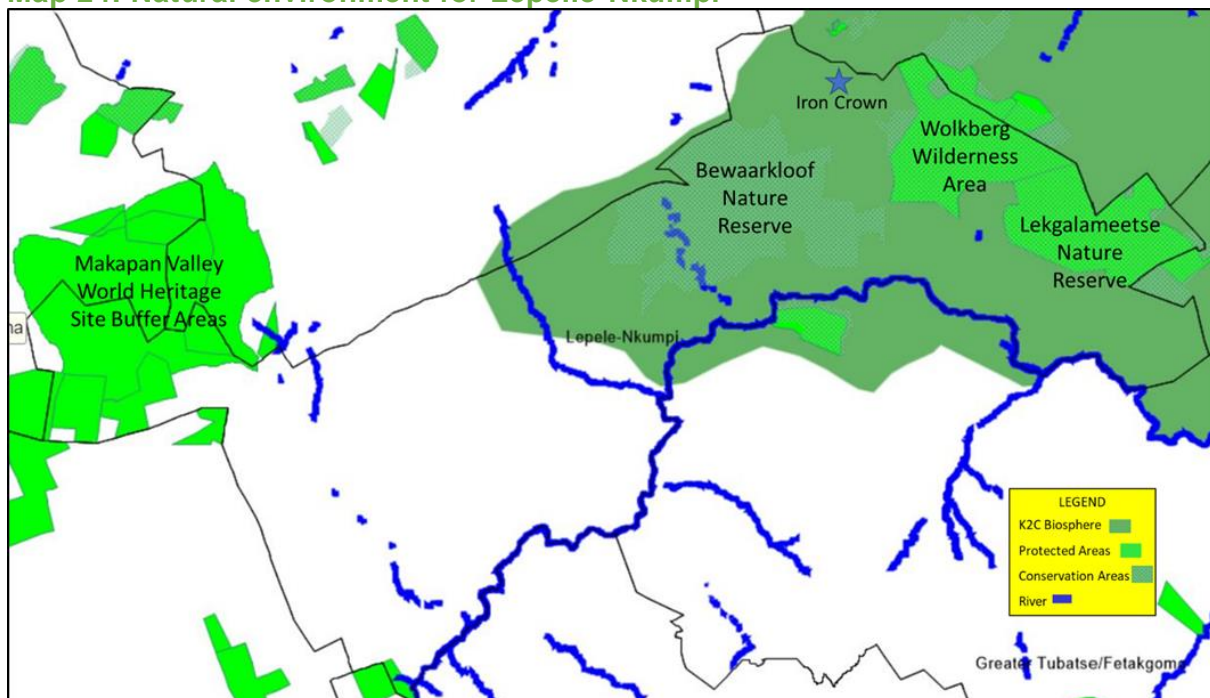 Iron Crown
Wolkberg
Wilderness
Area
Bewaarkloof
Nature
Reserve
Lekgalameetse
Nature
Reserve
Makapan Valley
World Heritage
Site Buffer Areas
na
Lepele-Nkumpi
LEGEND
K2C Biosphere
Protected Areas
Conservation Areas
River
Greater Tubatse/Fetakgomo